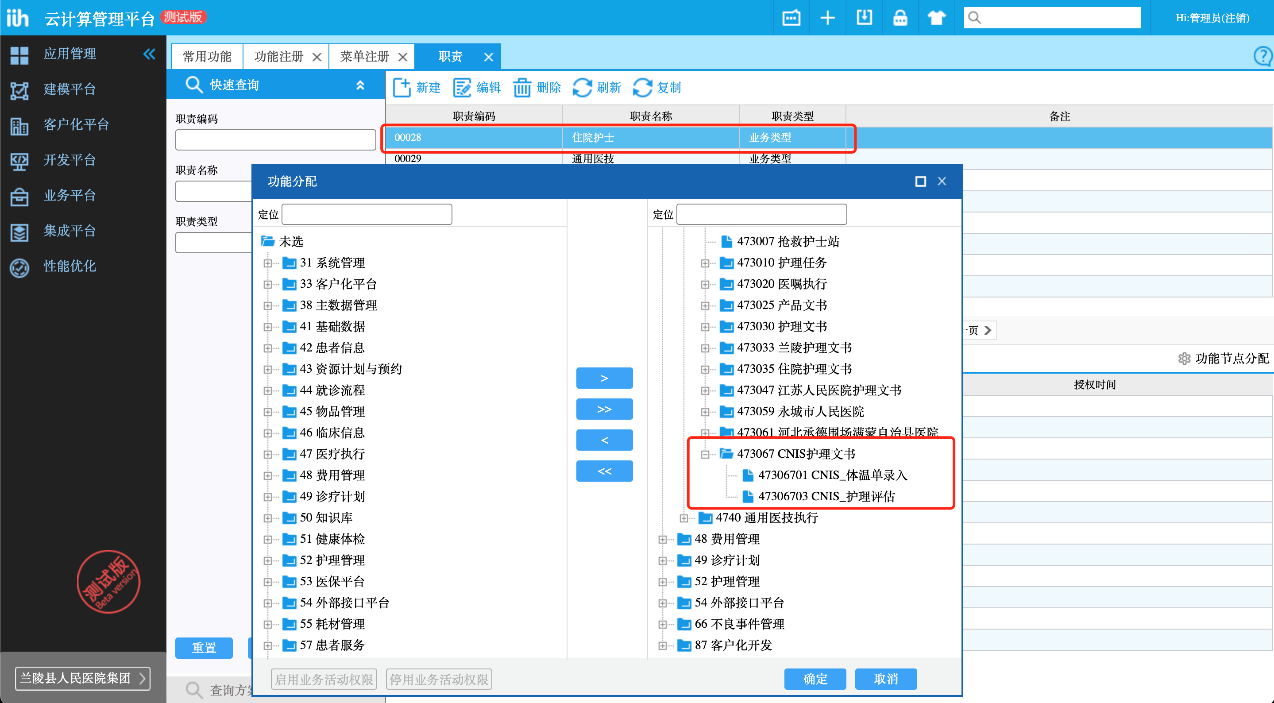 iih 云计算管理平台 测试版
Hi:管理员(注销)
应用管理
建模平台
客户化平台
开发平台
业务平台
集成平台
性能优化
测试版
Beta version
兰陵县人民医院集团
常用功能 功能注册 菜单注册 职责
快速查询
职责编码
职责名称
职责类型
重置
查询方
新建 编辑 删除 刷新 复制
职责编码 职责名称 职责类型 备注
00028 住院护士 业务类型
00029 通用医技 业务类型
页
功能节点分配
授权时间
功能分配
定位
未选
31 系统管理
33 客户化平台
38 主数据管理
41 基础数据
42 患者信息
43 资源计划与预约
44 就诊流程
45 物品管理
46 临床信息
47 医疗执行
48 费用管理
49 诊疗计划
50 知识库
51 健康体检
52 护理管理
53 医保平台
54 外部接口平台
55 耗材管理
57 患者服务
>
>>
<
<<
定位
473007 抢救护士站
473010 护理任务
473020 医嘱执行
473025 产品文书
473030 护理文书
473033 兰陵护理文书
473035 住院护理文书
473047 江苏人民医院护理文书
473059 永城市人民医院
473061 河北承德围场满蒙自治县医院
473067 CNIS护理文书
47306701 CNIS_体温单录入
47306703 CNIS_护理评估
4740 通用医技执行
48 费用管理
49 诊疗计划
52 护理管理
54 外部接口平台
66 不良事件管理
87 客户化开发
启用业务活动权限 停用业务活动权限 确定 取消